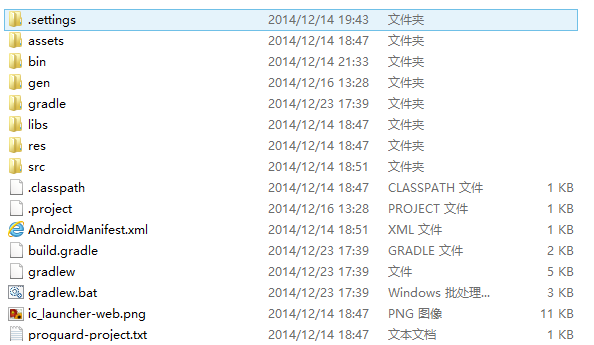 .settings 2014/12/14 19:43 文件夹
assets 2014/12/14 18:47 文件夹
bin 2014/12/14 21:33 文件夹
gen 2014/12/16 13:28 文件夹
gradle 2014/12/23 17:39 文件夹
libs 2014/12/14 18:47 文件夹
res 2014/12/14 18:47 文件夹
src 2014/12/14 18:51 文件夹
.classpath 2014/12/14 18:47 CLASSPATH 文件 1 KB
.project 2014/12/16 13:28 PROJECT 文件 1 KB
AndroidManifest.xml 2014/12/14 18:51 XML 文件 1 KB
build.gradle 2014/12/23 17:39 GRADLE 文件 1 KB
gradlew 2014/12/23 17:39 文件 5 KB
gradlew.bat 2014/12/23 17:39 Windows 批处理... 3 KB
ic_launcher-web.png 2014/12/14 18:47 PNG 图像 11 KB
proguard-project.txt 2014/12/14 18:47 文本文档 1 KB